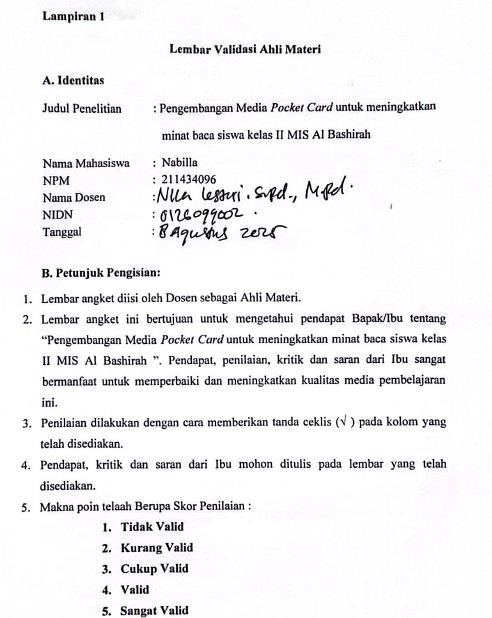 Lampiran 1
Lembar Validasi Ahli Materi
A. Identitas
Judul Penelitian : Pengembangan Media Pocket Card untuk meningkatkan
minat baca siswa kelas II MIS Al Bashirah
Nama Mahasiswa : Nabilla
NPM : 211434096
Nama Dosen : Lestari. S.Pd., M.Pd.
NIDN : 0126099002.
Tanggal : 8 Agustus 2025
B. Petunjuk Pengisian:
1. Lembar angket diisi oleh Dosen sebagai Ahli Materi.
2. Lembar angket ini bertujuan untuk mengetahui pendapat Bapak/Ibu tentang
“Pengembangan Media Pocket Card untuk meningkatkan minat baca siswa kelas
II MIS Al Bashirah ”. Pendapat, penilaian, kritik dan saran dari Ibu sangat
bermanfaat untuk memperbaiki dan meningkatkan kualitas media pembelajaran
ini.
3. Penilaian dilakukan dengan cara memberikan tanda ceklis (√ ) pada kolom yang
telah disediakan.
4. Pendapat, kritik dan saran dari Ibu mohon ditulis pada lembar yang telah
disediakan.
5. Makna poin telaah Berupa Skor Penilaian :
1. Tidak Valid
2. Kurang Valid
3. Cukup Valid
4. Valid
5. Sangat Valid